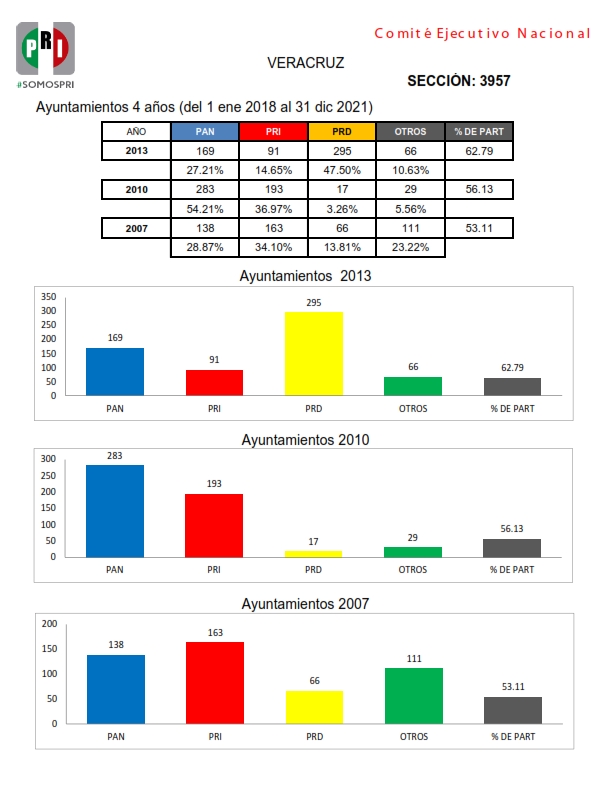 Comité Ejecutivo Nacional
PRI
#SOMOSPRI
VERACRUZ
SECCIÒN: 3957
Ayuntamientos 4 años (del 1 ene 2018 al 31 dic 2021)
AÑO PAN PRI PRD OTROS % DE PART
2013 169 91 295 66 62.79
27.21% 14.65% 47.50% 10.63%
2010 283 193 17 29 56.13
54.21% 36.97% 3.26% 5.56%
2007 138 163 66 111 53.11
28.87% 34.10% 13.81% 23.22%
Ayuntamientos 2013
350
300
250
200
150
100
50
0
169 91 295 66 62.79
PAN PRI PRD OTROS % DE PART
Ayuntamientos 2010
300
250
200
150
100
50
0
283 193 17 29 56.13
PAN PRI PRD OTROS % DE PART
Ayuntamientos 2007
200
150
100
50
0
138 163 66 111 53.11
PAN PRI PRD OTROS % DE PART